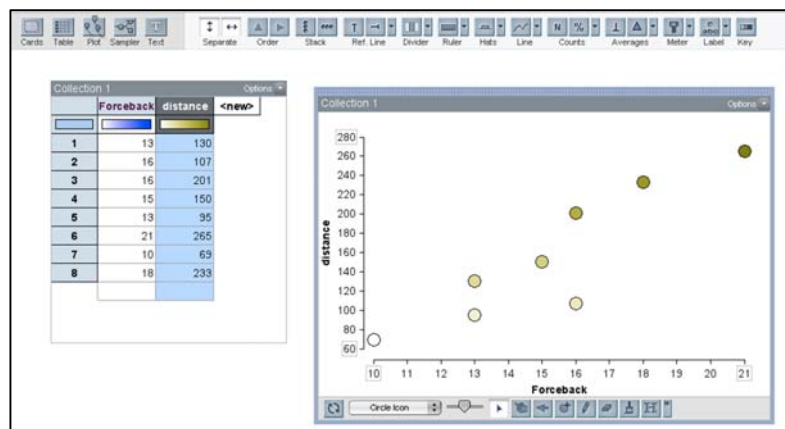 Cards Table Plot Sampler Text Separate Order Stack Ref. Line Divider Ruler Hats Line Counts Averages Meter Label Key
Collection 1 Options
Forceback distance <new>
1 13 130
2 16 107
3 16 201
4 15 150
5 13 95
6 21 265
7 10 69
8 18 233
Collection 1 Options
280
260
240
220
200
180
160
140
120
100
80
60
distance
10 11 12 13 14 15 16 17 18 19 20 21
Forceback
Circle Icon